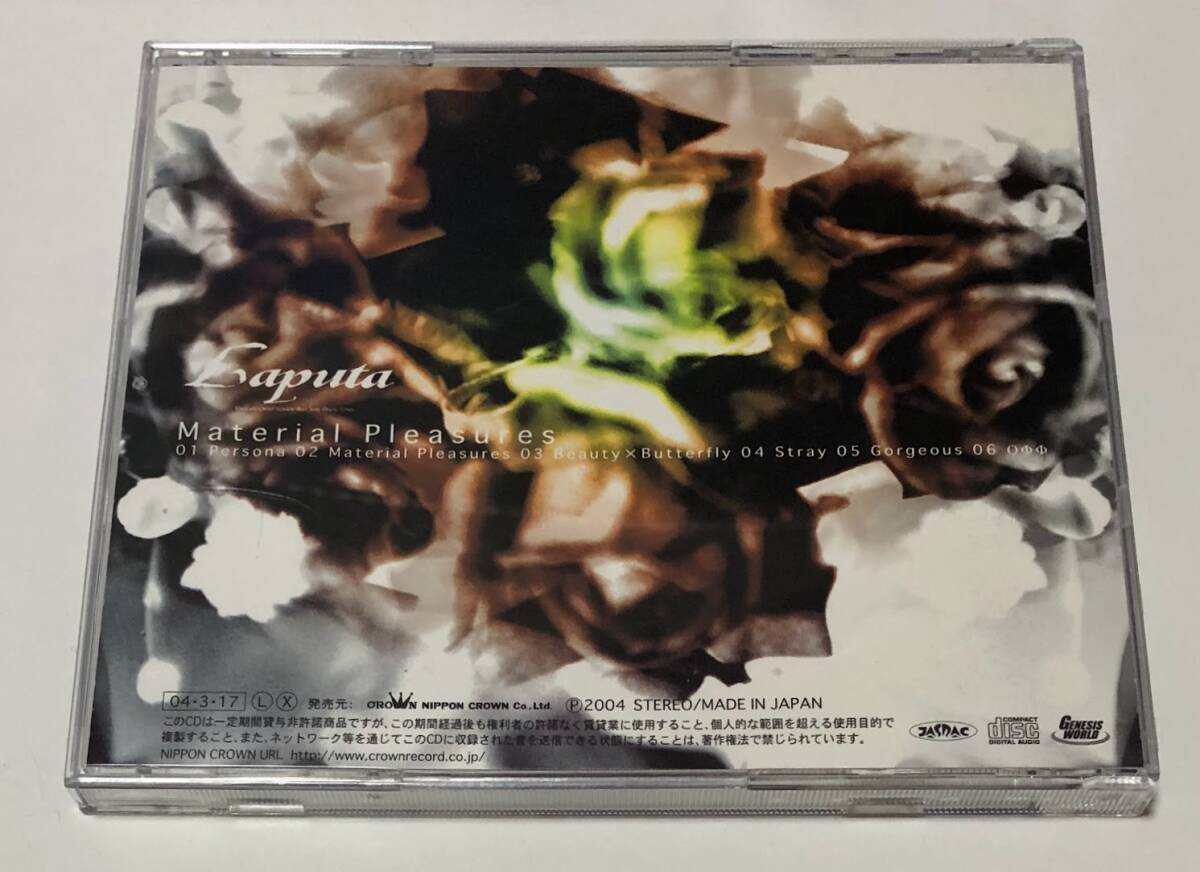 Laputa
Material Pleasures
01 Persona 02 Material Pleasures 03 Beauty×Butterfly 04 Stray 05 Gorgeous 06 OΦΦ
04・3・17 L X 発売元: CROWN NIPPON CROWN Co., Ltd. Ⓟ2004 STEREO/MADE IN JAPAN
このCDは一定期間貸与非許諾商品ですが、この期間経過後も権利者の許諾なく賃貸業に使用すること、個人的な範囲を超える使用目的で
複製すること、また、ネットワーク等を通じてこのCDに収録された音を送信できる状態にすることは、著作権法で禁じられています。
NIPPON CROWN URL http://www.crownrecord.co.jp/
JASRAC
COMPACT
disc
DIGITAL AUDIO
GENESIS
WORLD